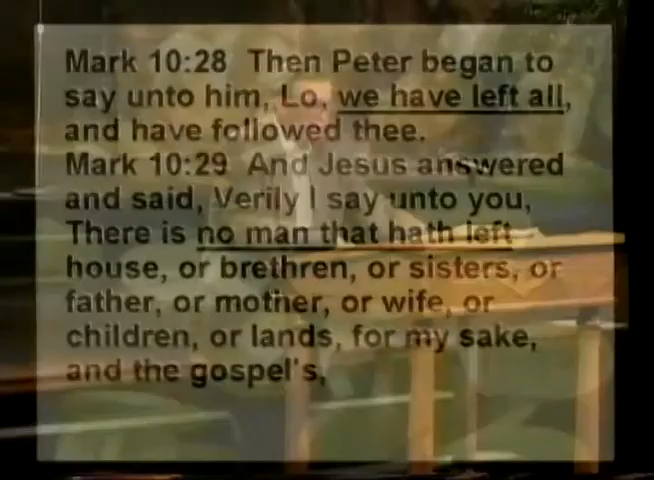 Mark 10:28 Then Peter began to
say unto him, Lo, we have left all,
and have followed thee.
Mark 10:29 And Jesus answered
and said, Verily I say unto you,
There is no man that hath left
house, or brethren, or sisters, or
father, or mother, or wife, or
children, or lands, for my sake,
and the gospel's,